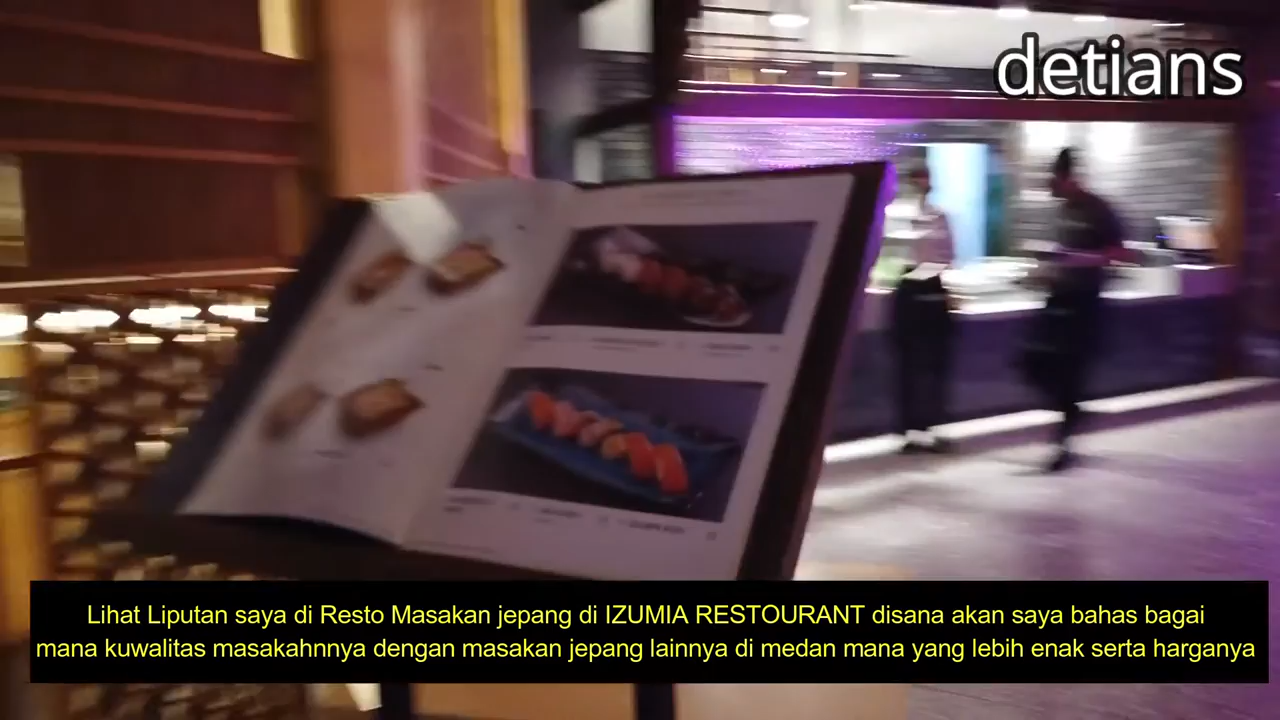 detians
Lihat Liputan saya di Resto Masakan jepang di IZUMIA RESTOURANT disana akan saya bahas bagai
mana kuwalitas masakahnnya dengan masakan jepang lainnya di medan mana yang lebih enak serta harganya